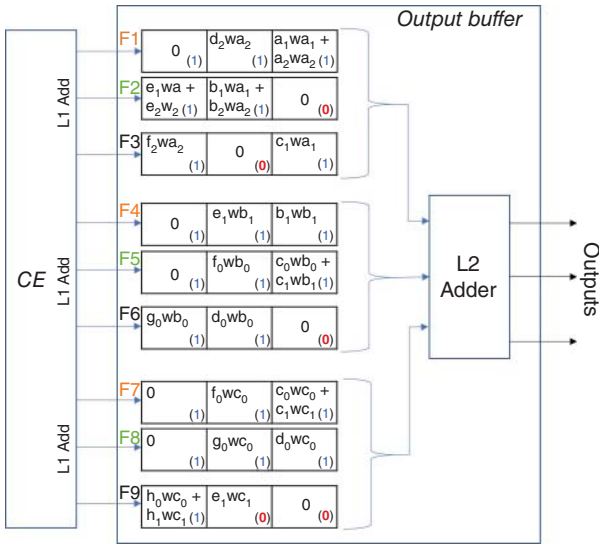 Output buffer
CE
L1 Add
L1 Add
L1 Add
F1
0 (1)
d₂wa₂ (1)
a₁wa₁ +
a₂wa₂ (1)
F2
e₁wa +
e₂w₂ (1)
b₁wa₁ +
b₂wa₂ (1)
0 (0)
F3
f₂wa₂ (1)
0 (0)
c₁wa₁ (1)
F4
0 (1)
e₁wb₁ (1)
b₁wb₁ (1)
F5
0 (1)
f₀wb₀ (1)
c₀wb₀ +
c₁wb₁ (1)
F6
g₀wb₀ (1)
d₀wb₀ (1)
0 (0)
F7
0 (1)
f₀wc₀ (1)
c₀wc₀ +
c₁wc₁ (1)
F8
0 (1)
g₀wc₀ (1)
d₀wc₀ (1)
F9
h₀wc₀ +
h₁wc₁ (1)
e₁wc₁ (0)
0 (0)
L2
Adder
Outputs